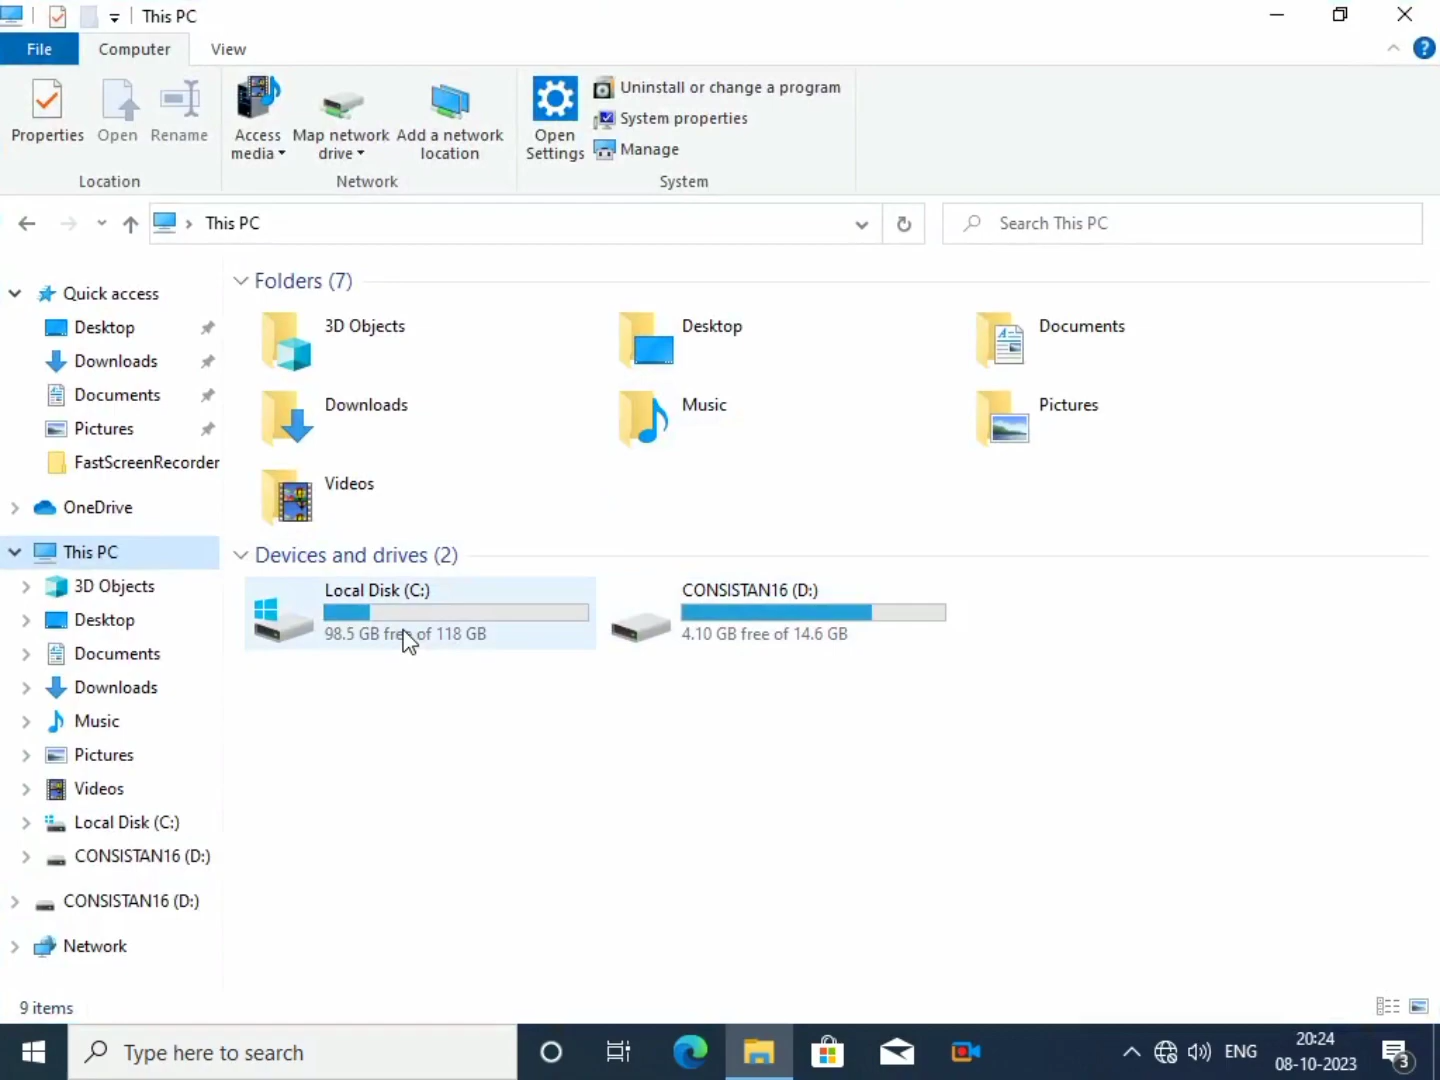 This PC
File
Computer
View
?
Properties
Open
Rename
Access media
Map network drive
Add a network location
Open Settings
Uninstall or change a program
System properties
Manage
Location
Network
System
This PC
Search This PC
Quick access
Desktop
Downloads
Documents
Pictures
FastScreenRecorder
OneDrive
This PC
3D Objects
Desktop
Documents
Downloads
Music
Pictures
Videos
Local Disk (C:)
CONSISTAN16 (D:)
CONSISTAN16 (D:)
Network
Folders (7)
3D Objects
Desktop
Documents
Downloads
Music
Pictures
Videos
Devices and drives (2)
Local Disk (C:)
98.5 GB free of 118 GB
CONSISTAN16 (D:)
4.10 GB free of 14.6 GB
9 items
Type here to search
ENG
20:24
08-10-2023
3